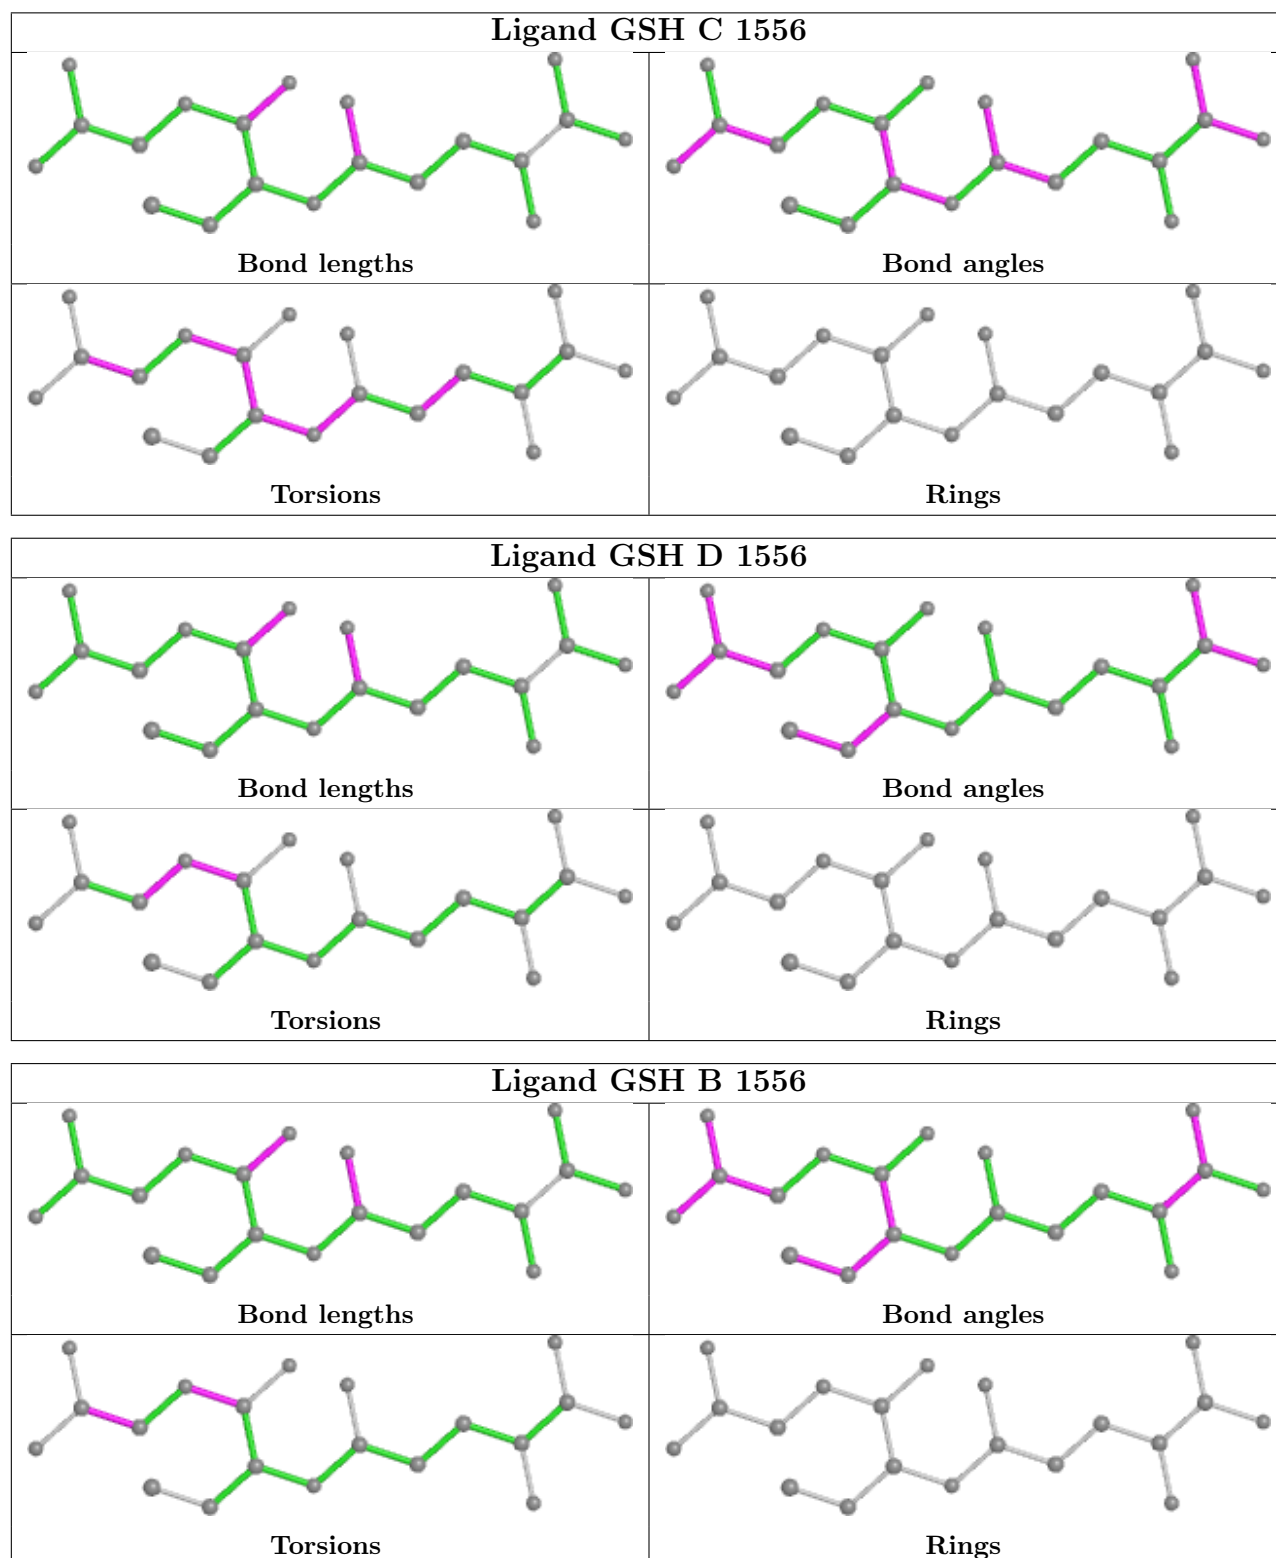 Ligand GSH C 1556
Bond lengths
Bond angles
Torsions
Rings
Ligand GSH D 1556
Bond lengths
Bond angles
Torsions
Rings
Ligand GSH B 1556
Bond lengths
Bond angles
Torsions
Rings